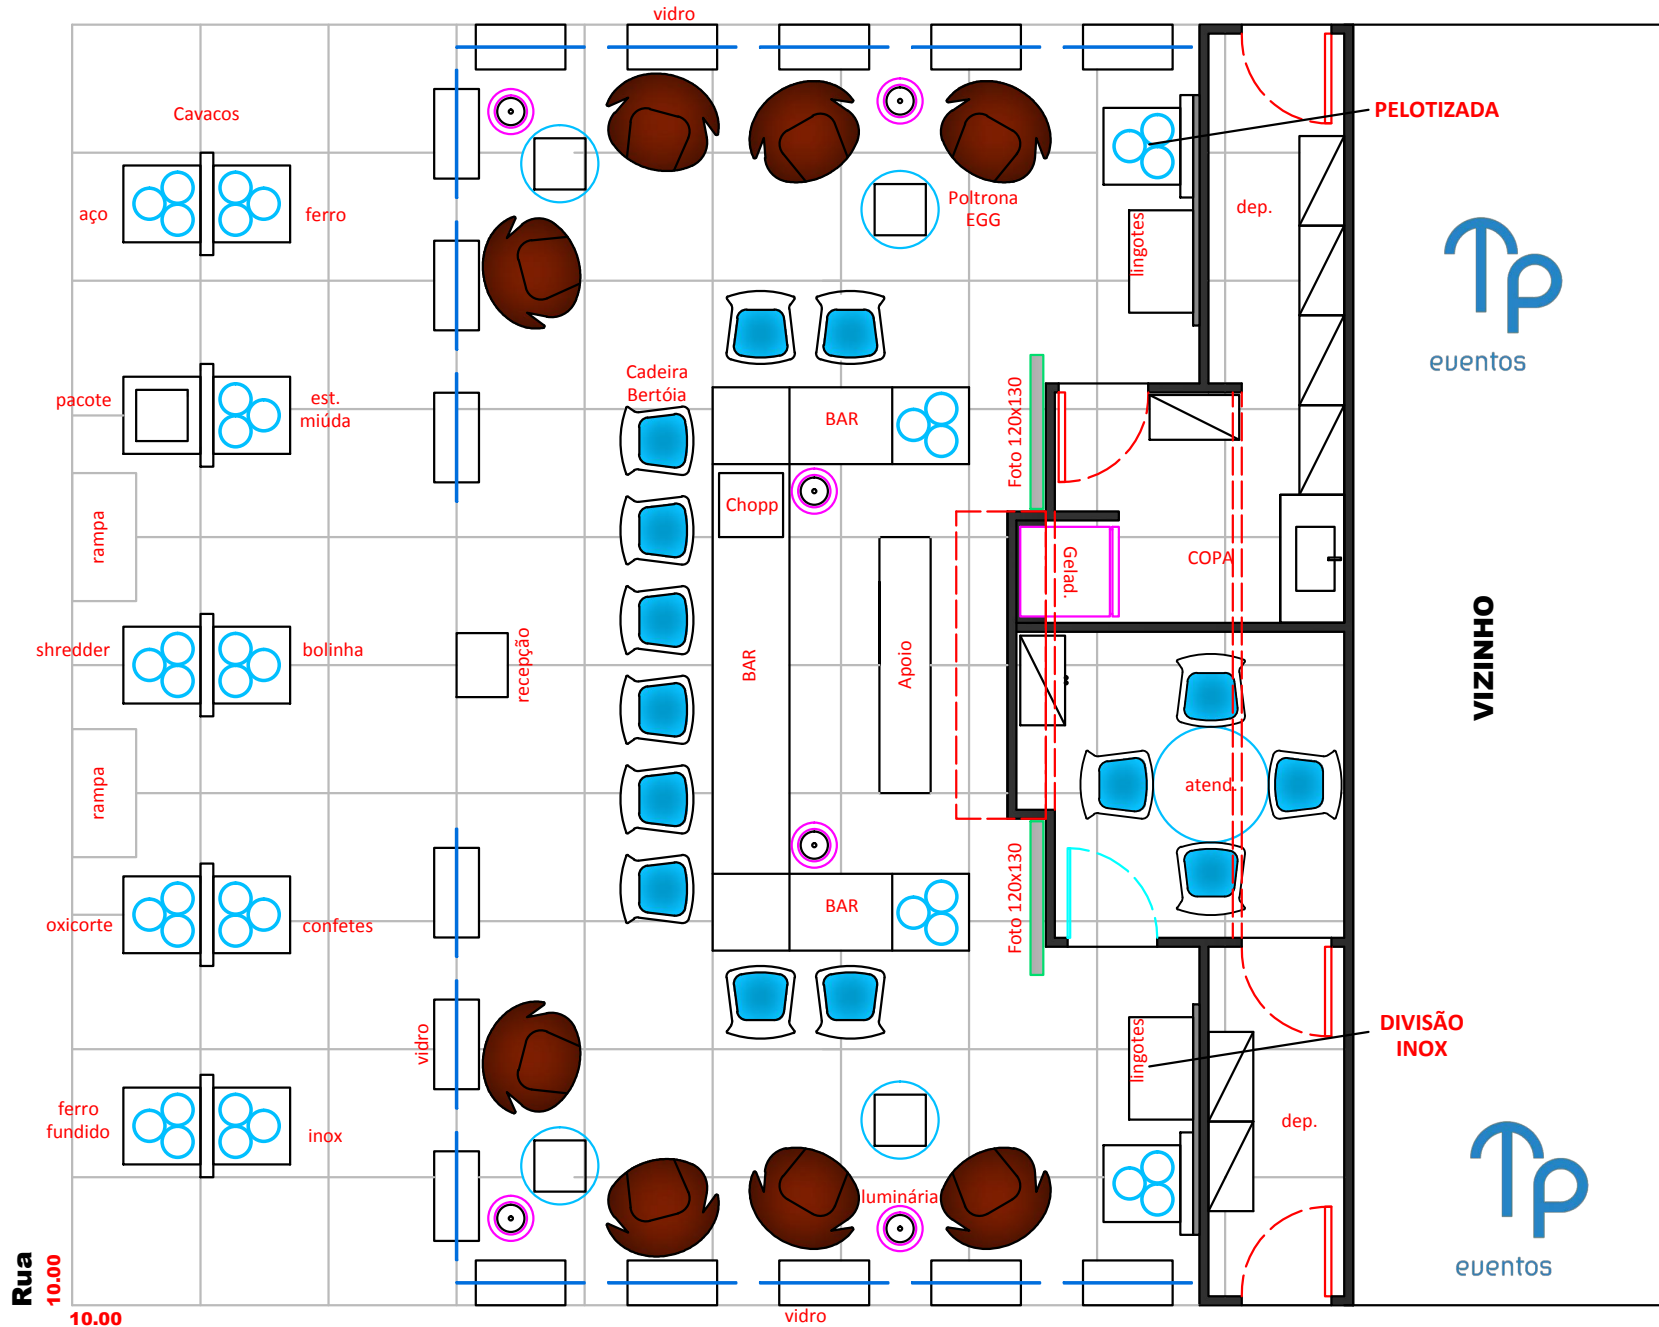 vidro
Cavacos
PELOTIZADA
aço
ferro
Poltrona
EGG
lingotes
dep.
eventos
Cadeira
Bertóia
pacote
est.
miúda
BAR
Foto 120x130
Chopp
rampa
Gelad.
COPA
shredder
bolinha
recepção
BAR
Apoio
VIZINHO
rampa
atend.
oxicorte
confetes
BAR
Foto 120x130
vidro
lingotes
DIVISÃO
INOX
ferro
fundido
inox
dep.
luminária
eventos
Rua
10.00
10.00
vidro